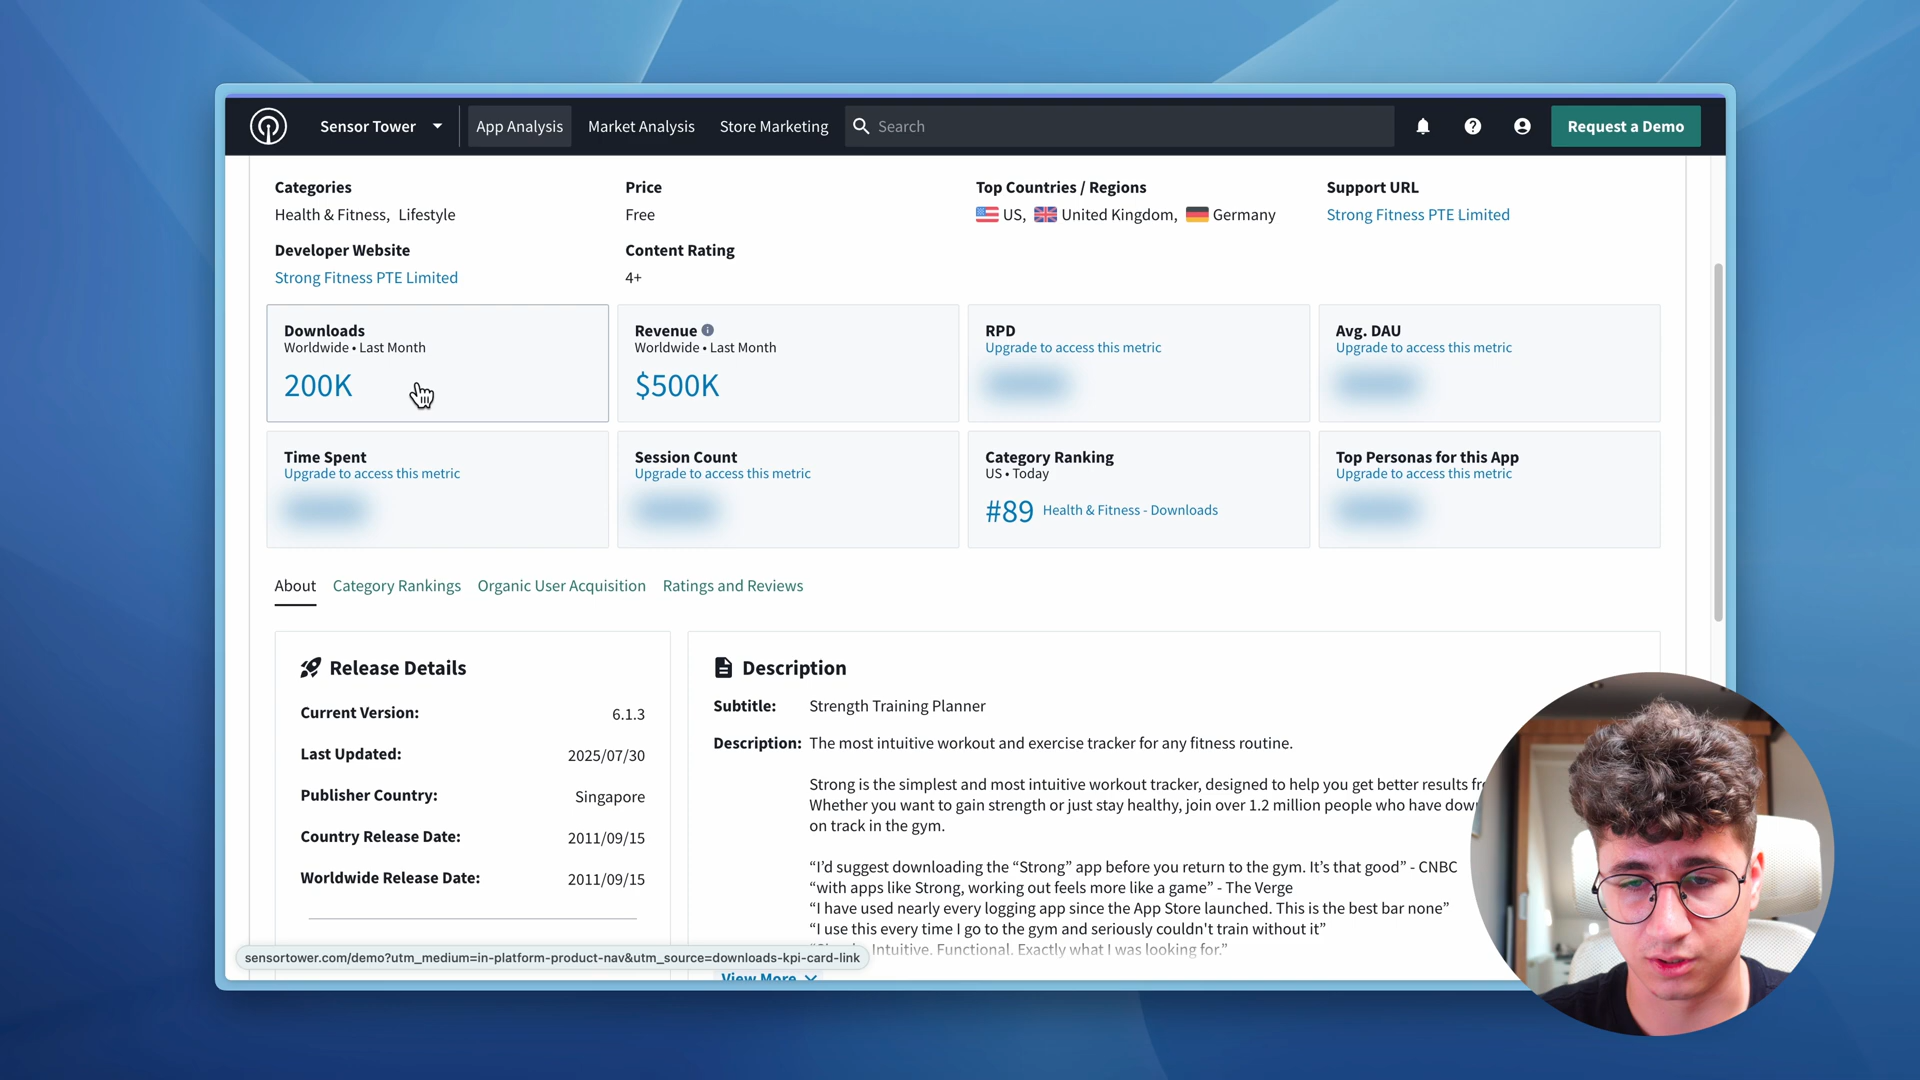 Sensor Tower
App Analysis
Market Analysis
Store Marketing
Search
Request a Demo
Categories
Health & Fitness, Lifestyle
Price
Free
Top Countries / Regions
US, United Kingdom, Germany
Support URL
Strong Fitness PTE Limited
Developer Website
Strong Fitness PTE Limited
Content Rating
4+
Downloads
Worldwide • Last Month
200K
Revenue
Worldwide • Last Month
$500K
RPD
Upgrade to access this metric
Avg. DAU
Upgrade to access this metric
Time Spent
Upgrade to access this metric
Session Count
Upgrade to access this metric
Category Ranking
US • Today
#89 Health & Fitness - Downloads
Top Personas for this App
Upgrade to access this metric
About
Category Rankings
Organic User Acquisition
Ratings and Reviews
Release Details
Current Version: 6.1.3
Last Updated: 2025/07/30
Publisher Country: Singapore
Country Release Date: 2011/09/15
Worldwide Release Date: 2011/09/15
Description
Subtitle: Strength Training Planner
Description: The most intuitive workout and exercise tracker for any fitness routine.
Strong is the simplest and most intuitive workout tracker, designed to help you get better results
Whether you want to gain strength or just stay healthy, join over 1.2 million people who have
on track in the gym.
“I’d suggest downloading the “Strong” app before you return to the gym. It’s that good” - CNBC
“with apps like Strong, working out feels more like a game” - The Verge
“I have used nearly every logging app since the App Store launched. This is the best bar none”
“I use this every time I go to the gym and seriously couldn't train without it”
Intuitive. Functional. Exactly what I was looking for.”
View More
sensortower.com/demo?utm_medium=in-platform-product-nav&utm_source=downloads-kpi-card-link